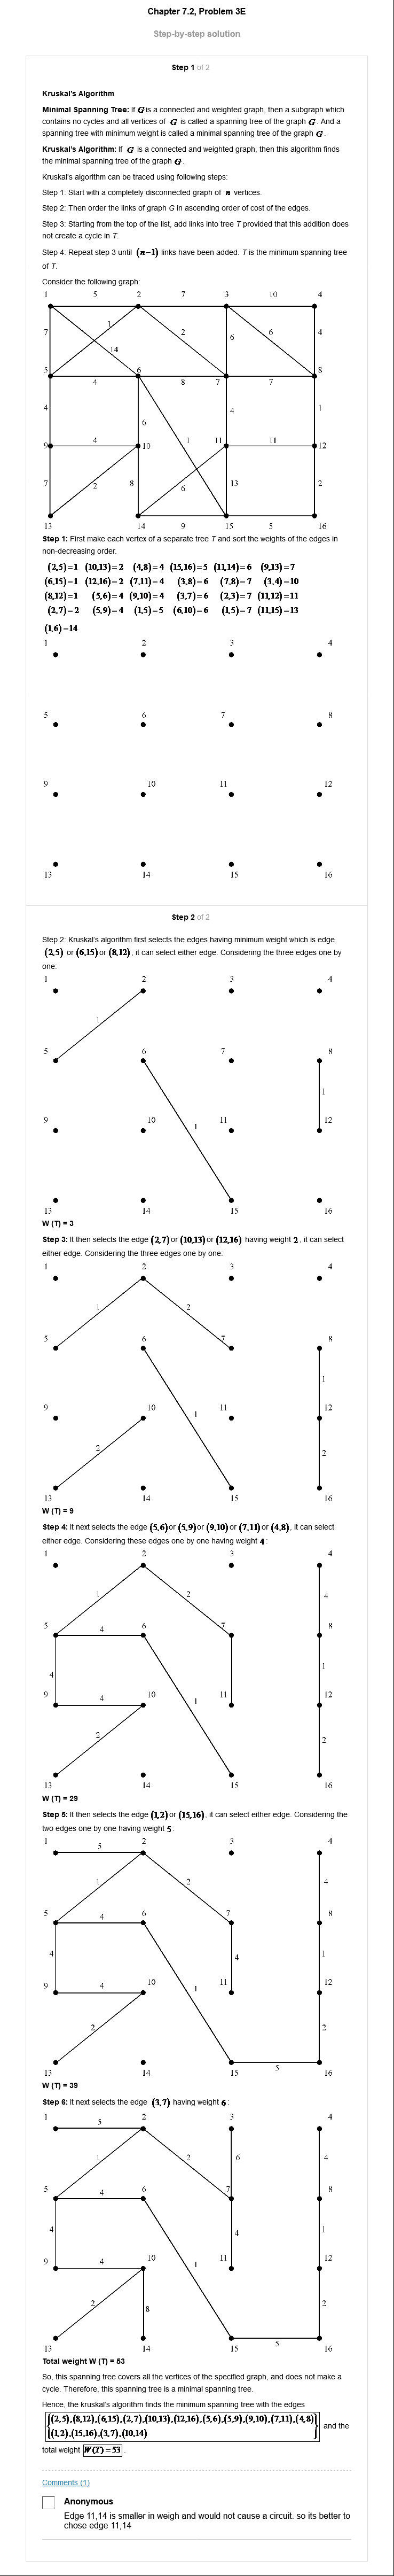 Chapter 7.2, Problem 3E
Step-by-step solution
Step 1 of 2
Kruskal's Algorithm
Minimal Spanning Tree: If G is a connected and weighted graph, then a subgraph which
contains no cycles and all vertices of G is called a spanning tree of the graph G. And a
spanning tree with minimum weight is called a minimal spanning tree of the graph G.
Kruskal's Algorithm: If G is a connected and weighted graph, then this algorithm finds
the minimal spanning tree of the graph G.
Kruskal's algorithm can be traced using following steps:
Step 1: Start with a completely disconnected graph of n vertices.
Step 2: Then order the links of graph G in ascending order of cost of the edges.
Step 3: Starting from the top of the list, add links into tree T provided that this addition does
not create a cycle in T.
Step 4: Repeat step 3 until (n−1) links have been added. T is the minimum spanning tree
of T.
Consider the following graph:
1 5 2 7 3 10 4
7 1 14 2 6 6 4
5 4 6 8 7 7 8
4 6 1 4 1
9 4 10 11 11 12
7 2 8 6 13 2
13 14 9 15 5 16
Step 1: First make each vertex of a separate tree T and sort the weights of the edges in
non-decreasing order.
(2,5)=1 (10,13)=2 (4,8)=4 (15,16)=5 (11,14)=6 (9,13)=7
(6,15)=1 (12,16)=2 (7,11)=4 (3,8)=6 (7,8)=7 (3,4)=10
(8,12)=1 (5,6)=4 (9,10)=4 (3,7)=6 (2,3)=7 (11,12)=11
(2,7)=2 (5,9)=4 (1,5)=5 (6,10)=6 (1,5)=7 (11,15)=13
(1,6)=14
1 2 3 4
5 6 7 8
9 10 11 12
13 14 15 16
Step 2 of 2
Step 2: Kruskal's algorithm first selects the edges having minimum weight which is edge
(2,5) or (6,15) or (8,12), it can select either edge. Considering the three edges one by
one:
1 2 3 4
1
5 6 7 8
1
9 10 1 11 12
13 14 15 16
W (T) = 3
Step 3: It then selects the edge (2,7) or (10,13) or (12,16) having weight 2, it can select
either edge. Considering the three edges one by one:
1 2 3 4
1 2
5 6 7 8
1
9 10 1 11 12
2 2
13 14 15 16
W (T) = 9
Step 4: It next selects the edge (5,6) or (5,9) or (9,10) or (7,11) or (4,8), it can select
either edge. Considering these edges one by one having weight 4:
1 2 3 4
1 2 4
5 4 6 7 8
4 1
9 4 10 1 11 12
2 2
13 14 15 16
W (T) = 29
Step 5: It then selects the edge (1,2) or (15,16), it can select either edge. Considering the
two edges one by one having weight 5:
1 5 2 3 4
1 2 4
5 4 6 7 8
4 4 1
9 4 10 1 11 12
2 2
13 14 15 5 16
W (T) = 39
Step 6: It next selects the edge (3,7) having weight 6:
1 5 2 3 4
1 2 6 4
5 4 6 7 8
4 4 1
9 4 10 1 11 12
2 8 2
13 14 15 5 16
Total weight W (T) = 53
So, this spanning tree covers all the vertices of the specified graph, and does not make a
cycle. Therefore, this spanning tree is a minimal spanning tree.
Hence, the kruskal's algorithm finds the minimum spanning tree with the edges
{(2,5),(8,12),(6,15),(2,7),(10,13),(12,16),(5,6),(5,9),(9,10),(7,11),(4,8)
(1,2),(15,16),(3,7),(10,14)} and the
total weight W(T)=53.
Comments (1)
Anonymous
Edge 11,14 is smaller in weigh and would not cause a circuit. so its better to
chose edge 11,14